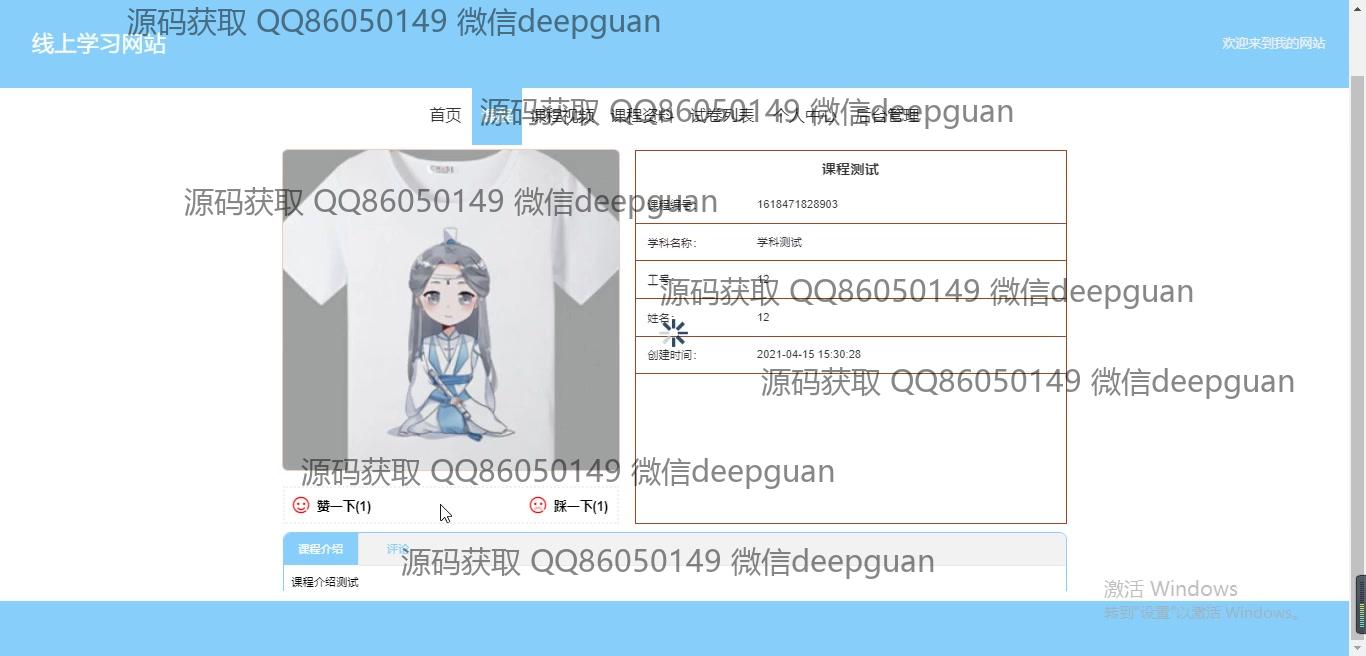 源码获取 QQ86050149 微信deepguan
线上学习网站
欢迎来到我的网站
首页 课程视频 课程资料 试卷列表 个人中心 后台管理
源码获取 QQ86050149 微信deepguan
课程测试
源码获取 QQ86050149 微信deepguan
课程编号: 1618471828903
学科名称: 学科测试
工号: 12
源码获取 QQ86050149 微信deepguan
姓名: 12
创建时间: 2021-04-15 15:30:28
源码获取 QQ86050149 微信deepguan
源码获取 QQ86050149 微信deepguan
赞一下(1) 踩一下(1)
课程介绍 评论
源码获取 QQ86050149 微信deepguan
课程介绍测试
激活 Windows
转到"设置"以激活 Windows。